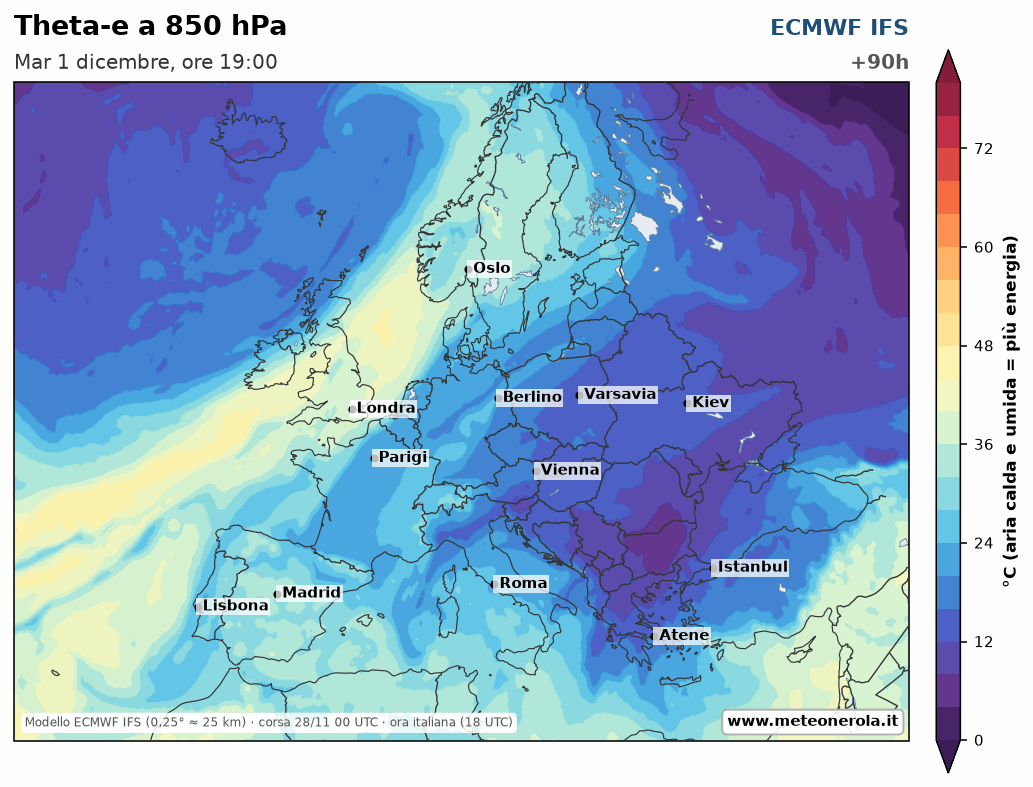 Theta-e a 850 hPa
ECMWF IFS
Mar 1 dicembre, ore 19:00
+90h
72
60
48
36
24
12
0
°C (aria calda e umida = più energia)
Oslo
Londra
Berlino
Varsavia
Kiev
Parigi
Vienna
Istanbul
Roma
Madrid
Lisbona
Atene
Modello ECMWF IFS (0,25° ≈ 25 km) · corsa 28/11 00 UTC · ora italiana (18 UTC)
www.meteonerola.it